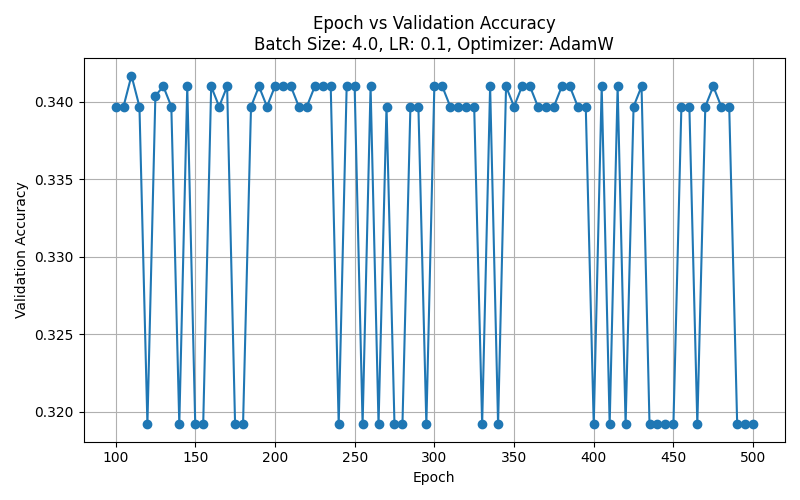 Epoch vs Validation Accuracy
Batch Size: 4.0, LR: 0.1, Optimizer: AdamW
Validation Accuracy
0.340
0.335
0.330
0.325
0.320
100 150 200 250 300 350 400 450 500
Epoch